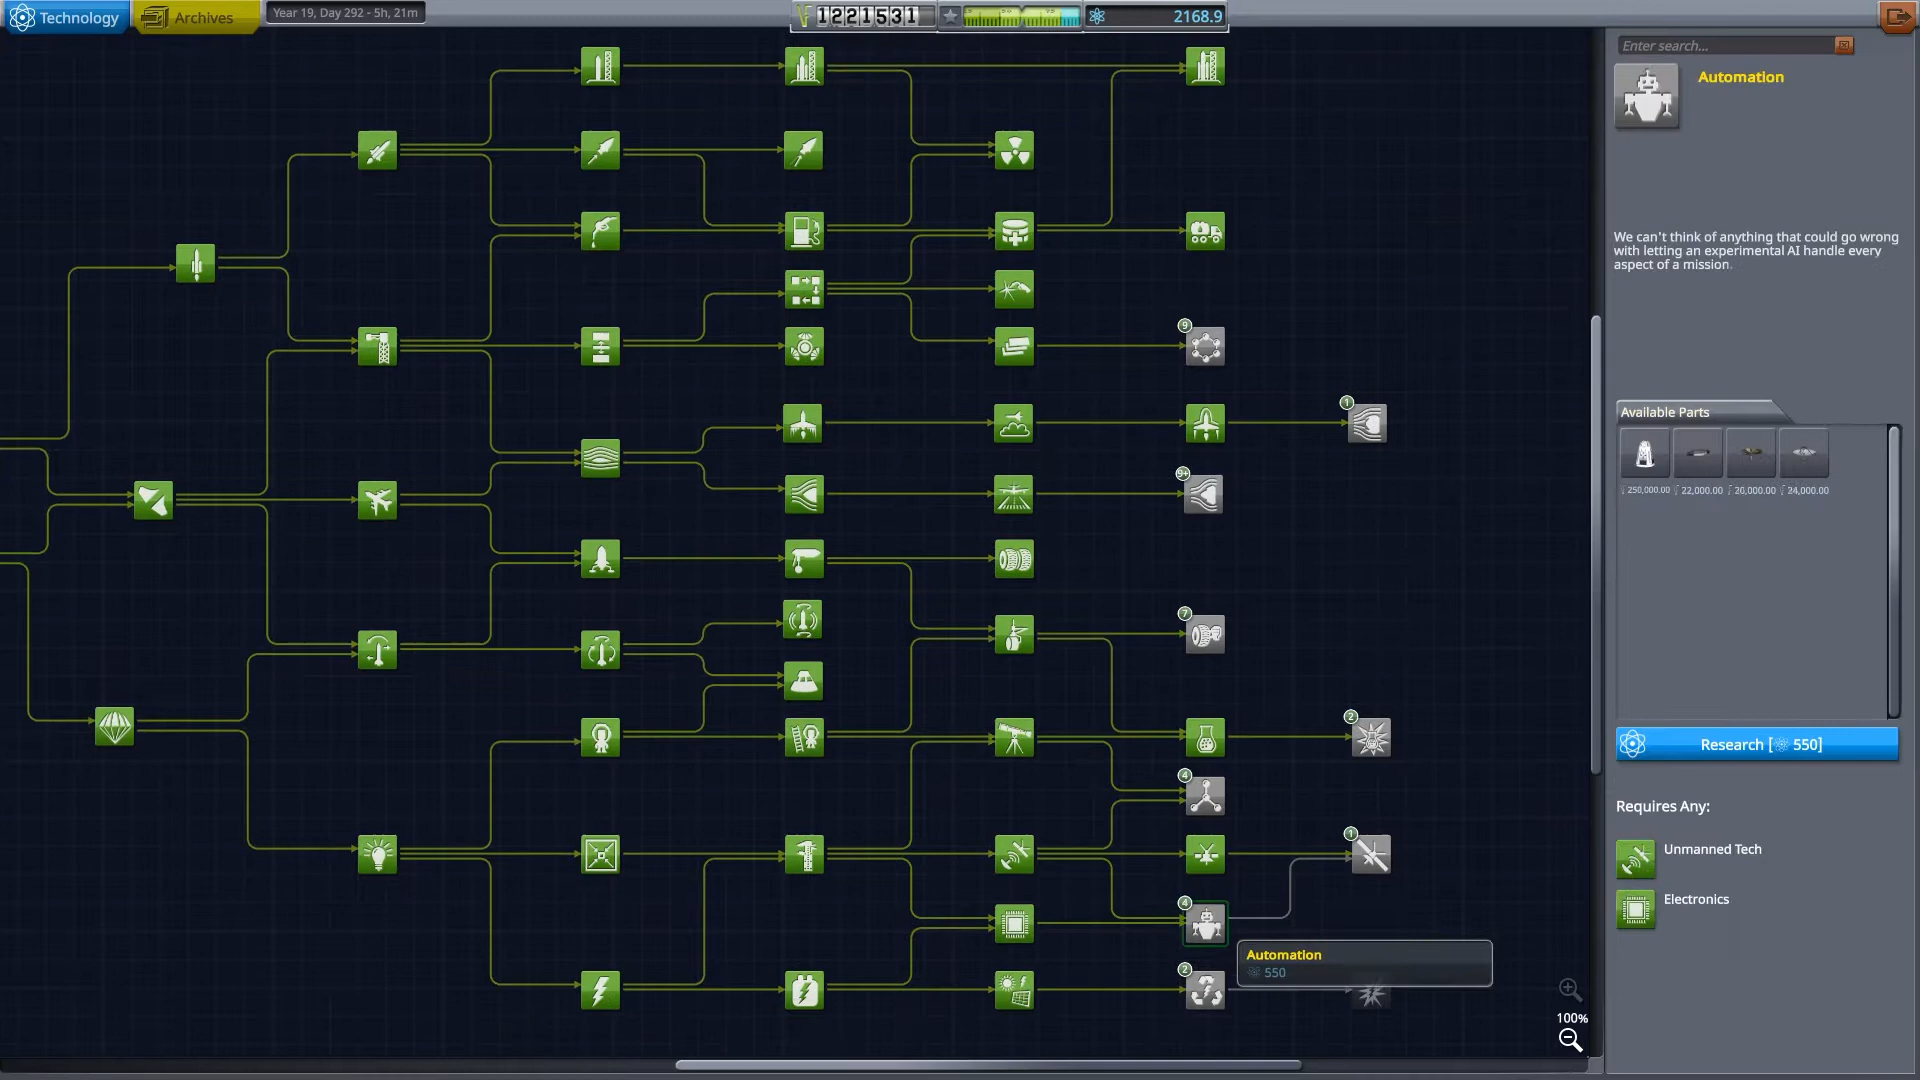 Technology
Archives
Year 19, Day 292 - 5h, 21m
1221531
2168.9
Enter search...
Automation
We can't think of anything that could go wrong
with letting an experimental AI handle every
aspect of a mission.
Available Parts
250,000.00 22,000.00 20,000.00 24,000.00
Research [ 550]
Requires Any:
Unmanned Tech
Electronics
9
1
9+
7
2
4
1
4
Automation
550
2
100%